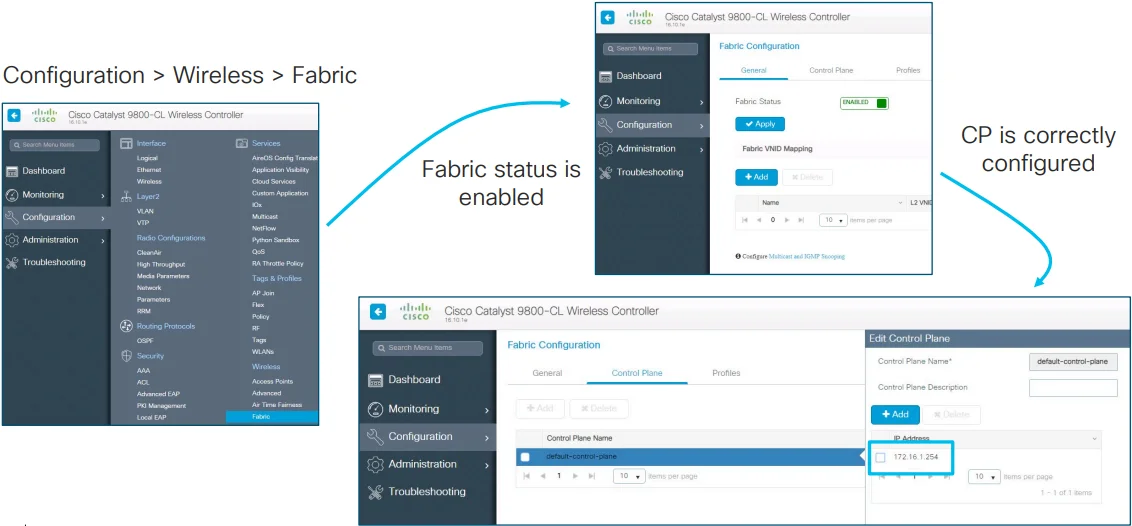 Configuration > Wireless > Fabric
CISCO
Cisco Catalyst 9800-CL Wireless Controller
16.10.1e
Search Menu Items
Dashboard
Monitoring
Configuration
Administration
Troubleshooting
Interface
Logical
Ethernet
Wireless
Layer2
VLAN
VTP
Radio Configurations
CleanAir
High Throughput
Media Parameters
Network
Parameters
RRM
Routing Protocols
OSPF
Security
AAA
ACL
Advanced EAP
PKI Management
Local EAP
Services
AireOS Config Translat
Application Visibility
Cloud Services
Custom Application
IOx
Multicast
NetFlow
Python Sandbox
QoS
RA Throttle Policy
Tags & Profiles
AP Join
Flex
Policy
RF
Tags
WLANs
Wireless
Access Points
Advanced
Air Time Fairness
Fabric
Fabric status is
enabled
CISCO
Cisco Catalyst 9800-CL Wireless Controller
16.10.1e
Search Menu Items
Dashboard
Monitoring
Configuration
Administration
Troubleshooting
Fabric Configuration
General Control Plane Profiles
Fabric Status ENABLED
Apply
Fabric VNID Mapping
+ Add × Delete
Name L2 VNID
0 10 items per page
Configure Multicast and IGMP Snooping
CP is correctly
configured
CISCO
Cisco Catalyst 9800-CL Wireless Controller
16.10.1e
Search Menu Items
Dashboard
Monitoring
Configuration
Administration
Troubleshooting
Fabric Configuration
General Control Plane Profiles
+ Add × Delete
Control Plane Name
default-control-plane
1 10 items per page
Edit Control Plane
Control Plane Name* default-control-plane
Control Plane Description
+ Add × Delete
IP Address
172.16.1.254
1 10 items per page
1 - 1 of 1 items